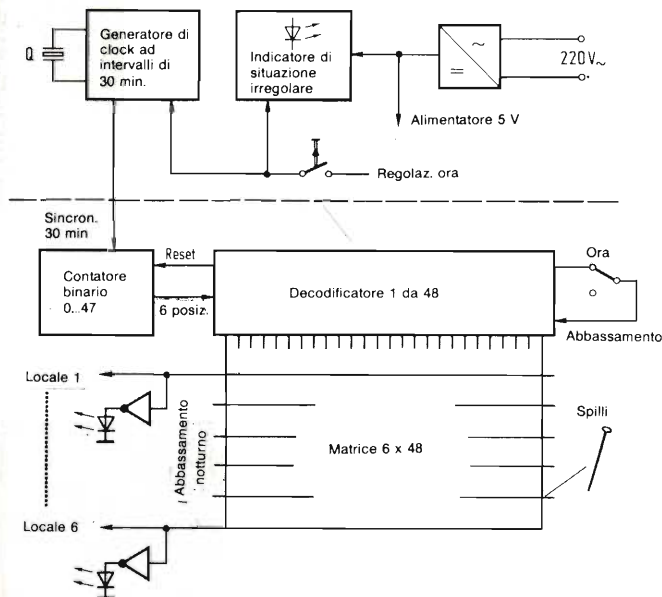 Q
Generatore di
clock ad
intervalli di
30 min.
Indicatore di
situazione
irregolare
~
=
220V~
Alimentatore 5 V
Regolaz. ora
Sincron.
30 min
Contatore
binario
0...47
Reset
6 posiz.
Decodificatore 1 da 48
Ora
Abbassamento
Locale 1
Abbassamento
notturno
Matrice 6 x 48
Spilli
Locale 6